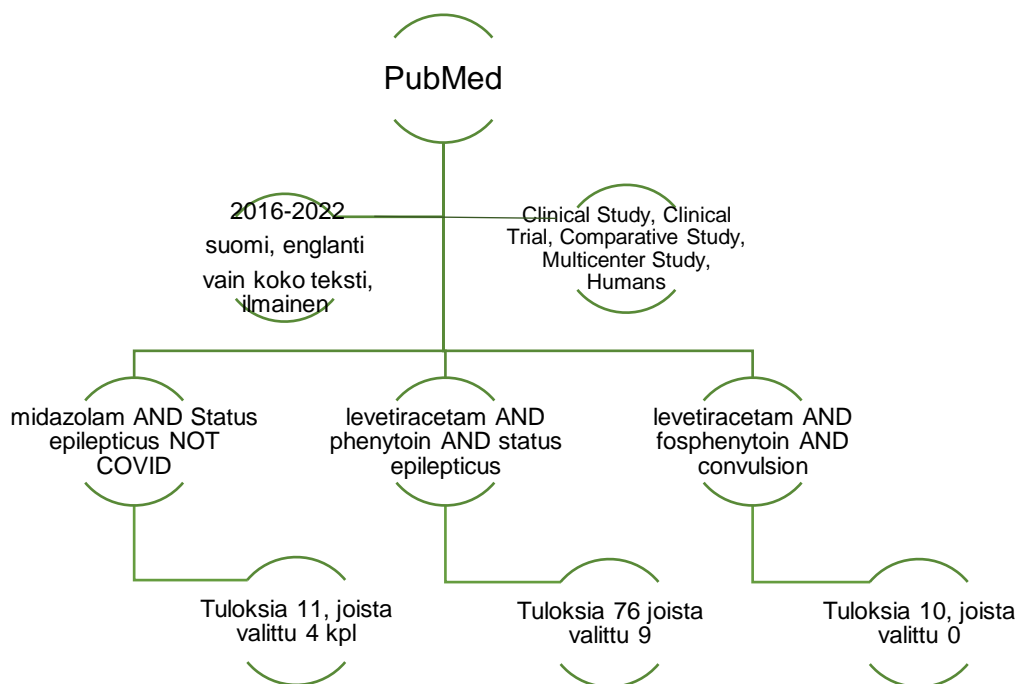 PubMed
2016-2022
suomi, englanti
vain koko teksti,
ilmainen
Clinical Study, Clinical
Trial, Comparative Study,
Multicenter Study,
Humans
midazolam AND Status
epilepticus NOT
COVID
levetiracetam AND
phenytoin AND status
epilepticus
levetiracetam AND
fosphenytoin AND
convulsion
Tuloksia 11, joista
valittu 4 kpl
Tuloksia 76 joista
valittu 9
Tuloksia 10, joista
valittu 0